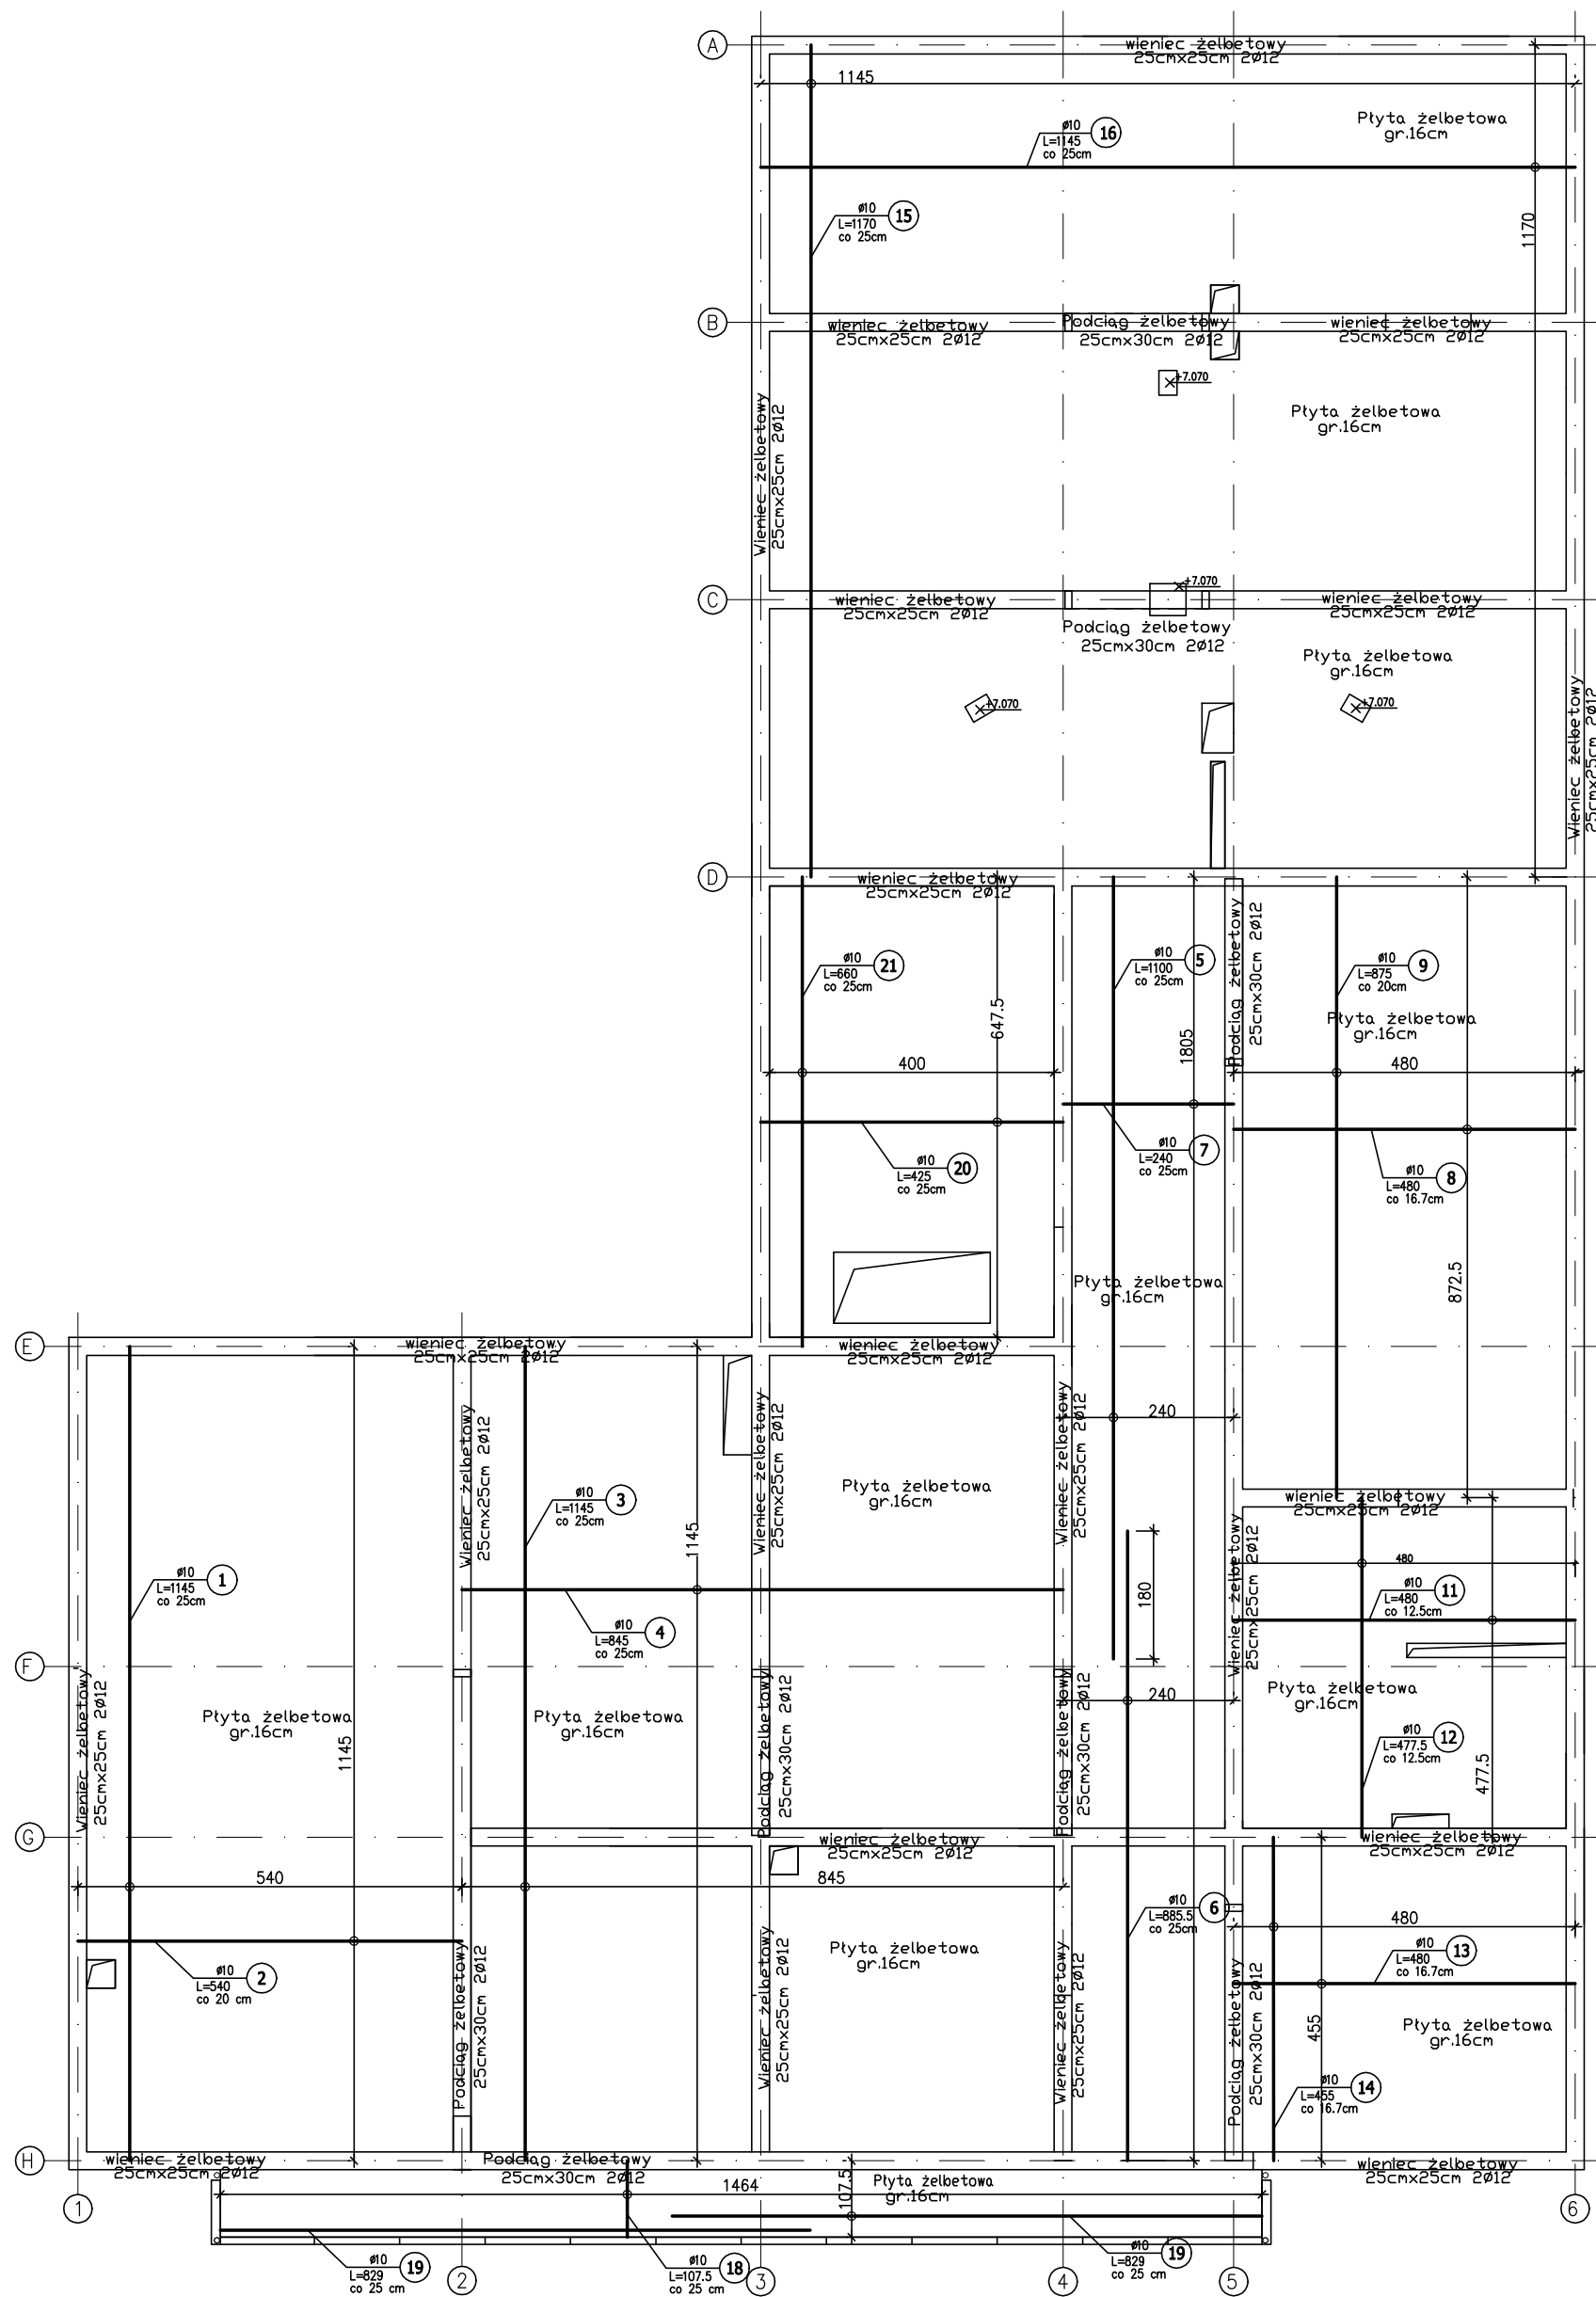 A
wieniec żelbetowy
25cmx25cm 2ø12
1145
Płyta żelbetowa
gr.16cm
ø10
L=1145
co 25cm
16
ø10
L=1170
co 25cm
15
1170
B
wieniec żelbetowy
25cmx25cm 2ø12
Podciąg żelbetowy
25cmx30cm 2ø12
wieniec żelbetowy
25cmx25cm 2ø12
+7.070
Płyta żelbetowa
gr.16cm
Wieniec żelbetowy
25cmx25cm 2ø12
C
wieniec żelbetowy
25cmx25cm 2ø12
+7.070
wieniec żelbetowy
25cmx25cm 2ø12
Podciąg żelbetowy
25cmx30cm 2ø12
Płyta żelbetowa
gr.16cm
+7.070
+7.070
Wieniec żelbetowy
25cmx25cm 2ø12
D
wieniec żelbetowy
25cmx25cm 2ø12
ø10
L=660
co 25cm
21
ø10
L=1100
co 25cm
5
Podciąg żelbetowy
25cmx30cm 2ø12
ø10
L=875
co 20cm
9
647.5
1805
Płyta żelbetowa
gr.16cm
400
480
ø10
L=425
co 25cm
20
ø10
L=240
co 25cm
7
ø10
L=480
co 16.7cm
8
Płyta żelbetowa
gr.16cm
872.5
E
wieniec żelbetowy
25cmx25cm 2ø12
wieniec żelbetowy
25cmx25cm 2ø12
240
Wieniec żelbetowy
25cmx25cm 2ø12
Wieniec żelbetowy
25cmx25cm 2ø12
Wieniec żelbetowy
25cmx25cm 2ø12
Płyta żelbetowa
gr.16cm
ø10
L=1145
co 25cm
3
1145
wieniec żelbetowy
25cmx25cm 2ø12
480
ø10
L=1145
co 25cm
1
180
Wieniec żelbetowy
25cmx25cm 2ø12
ø10
L=480
co 12.5cm
11
ø10
L=845
co 25cm
4
F
Wieniec żelbetowy
25cmx25cm 2ø12
Płyta żelbetowa
gr.16cm
1145
Płyta żelbetowa
gr.16cm
Podciąg żelbetowy
25cmx30cm 2ø12
Podciąg żelbetowy
25cmx30cm 2ø12
240
Płyta żelbetowa
gr.16cm
ø10
L=477.5
co 12.5cm
12
477.5
G
wieniec żelbetowy
25cmx25cm 2ø12
wieniec żelbetowy
25cmx25cm 2ø12
540
845
ø10
L=885.5
co 25cm
6
480
ø10
L=540
co 20 cm
2
Podciąg żelbetowy
25cmx30cm 2ø12
Wieniec żelbetowy
25cmx25cm 2ø12
Płyta żelbetowa
gr.16cm
Wieniec żelbetowy
25cmx25cm 2ø12
Podciąg żelbetowy
25cmx30cm 2ø12
ø10
L=480
co 16.7cm
13
455
Płyta żelbetowa
gr.16cm
ø10
L=455
co 16.7cm
14
H
wieniec żelbetowy
25cmx25cm 2ø12
Podciąg żelbetowy
25cmx30cm 2ø12
wieniec żelbetowy
25cmx25cm 2ø12
1464
107.5
Płyta żelbetowa
gr.16cm
1
6
ø10
L=829
co 25 cm
19
2
ø10
L=107.5
co 25 cm
18
3
4
ø10
L=829
co 25 cm
19
5